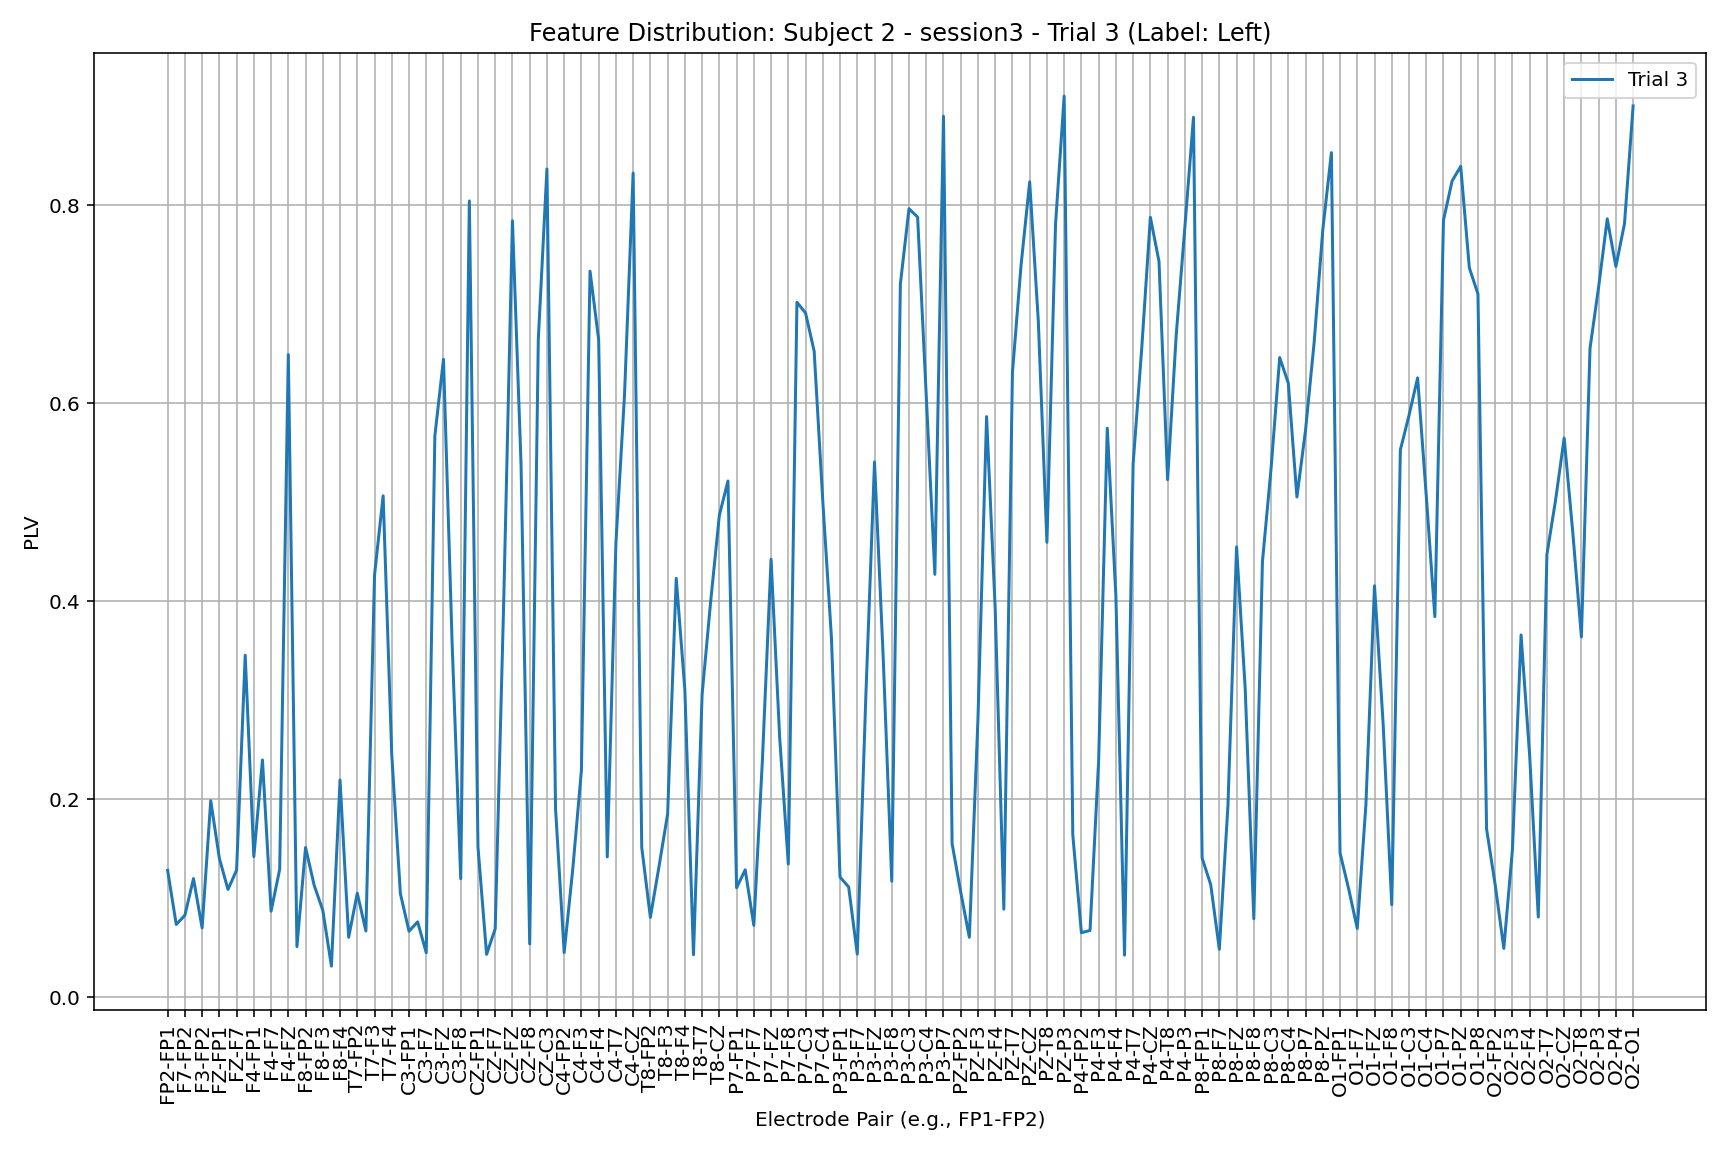 Feature Distribution: Subject 2 - session3 - Trial 3 (Label: Left)
Trial 3
PLV
0.8
0.6
0.4
0.2
0.0
FP2-FP1
F7-FP2
F3-FP2
FZ-FP1
FZ-F7
F4-FP1
F4-F7
F4-FZ
F8-FP2
F8-F3
F8-F4
T7-FP2
T7-F3
T7-F4
C3-FP1
C3-F7
C3-FZ
C3-F8
CZ-FP1
CZ-F7
CZ-FZ
CZ-F8
CZ-C3
C4-FP2
C4-F3
C4-F4
C4-T7
C4-CZ
T8-FP2
T8-F3
T8-F4
T8-T7
T8-CZ
P7-FP1
P7-F7
P7-FZ
P7-F8
P7-C3
P7-C4
P3-FP1
P3-F7
P3-FZ
P3-F8
P3-C3
P3-C4
P3-P7
PZ-FP2
PZ-F3
PZ-F4
PZ-T7
PZ-CZ
PZ-T8
PZ-P3
P4-FP2
P4-F3
P4-F4
P4-T7
P4-CZ
P4-T8
P4-P3
P8-FP1
P8-F7
P8-FZ
P8-F8
P8-C3
P8-C4
P8-P7
P8-PZ
O1-FP1
O1-F7
O1-FZ
O1-F8
O1-C3
O1-C4
O1-P7
O1-PZ
O1-P8
O2-FP2
O2-F3
O2-F4
O2-T7
O2-CZ
O2-T8
O2-P3
O2-P4
O2-O1
Electrode Pair (e.g., FP1-FP2)